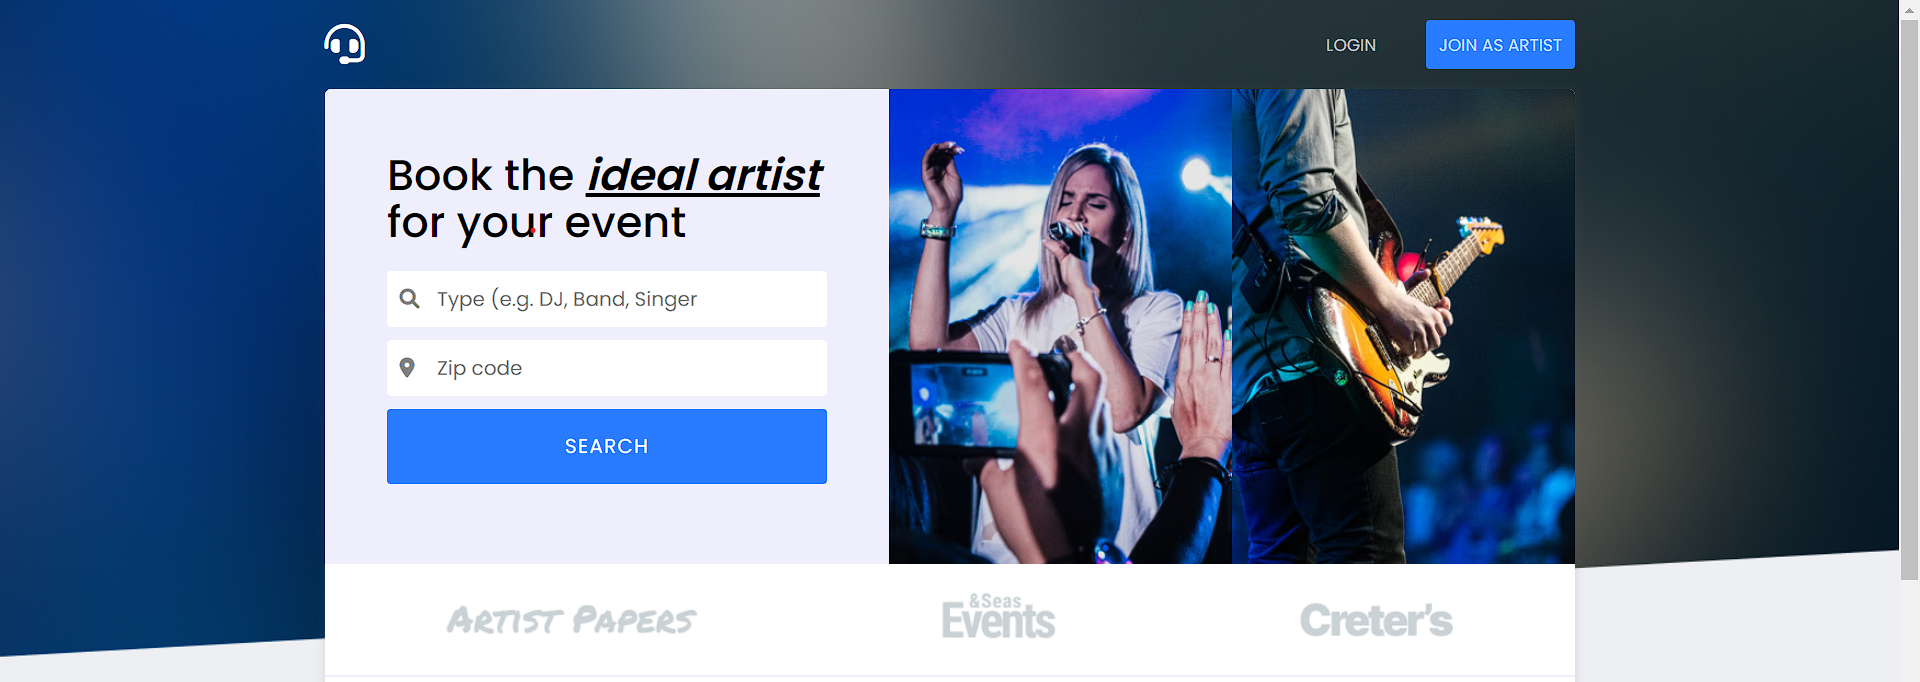 LOGIN
JOIN AS ARTIST
Book the ideal artist
for your event
Type (e.g. DJ, Band, Singer
Zip code
SEARCH
ARTIST PAPERS
&Seas
Events
Creter's